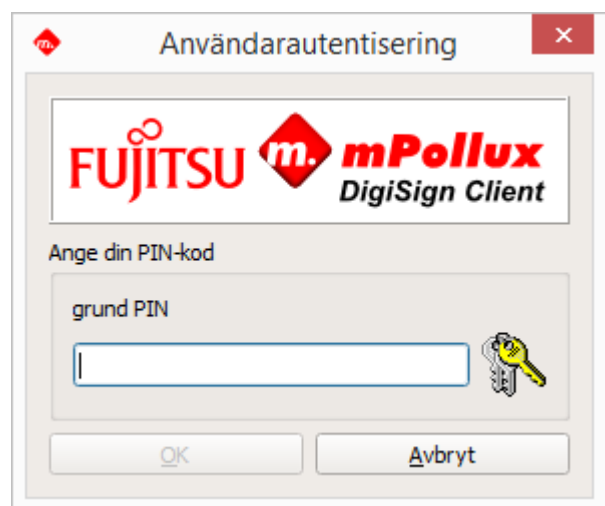 Användarautentisering
FUJITSU m. mPollux
DigiSign Client
Ange din PIN-kod
grund PIN
OK Avbryt